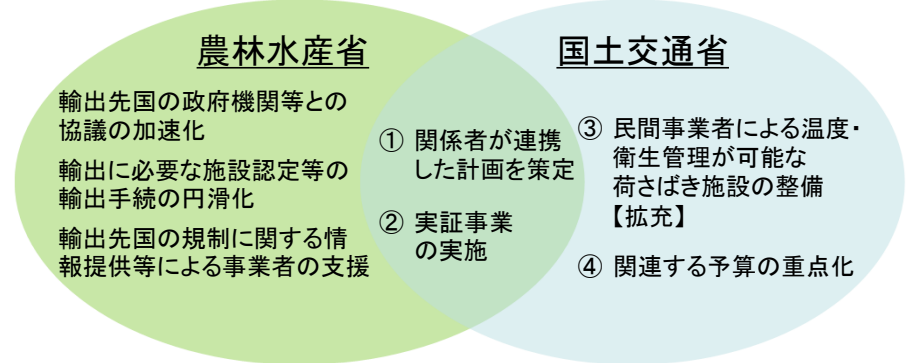 農林水産省
輸出先国の政府機関等との
協議の加速化
輸出に必要な施設認定等の
輸出手続の円滑化
輸出先国の規制に関する情
報提供等による事業者の支援
① 関係者が連携
した計画を策定
② 実証事業
の実施
国土交通省
③ 民間事業者による温度・
衛生管理が可能な
荷さばき施設の整備
【拡充】
④ 関連する予算の重点化